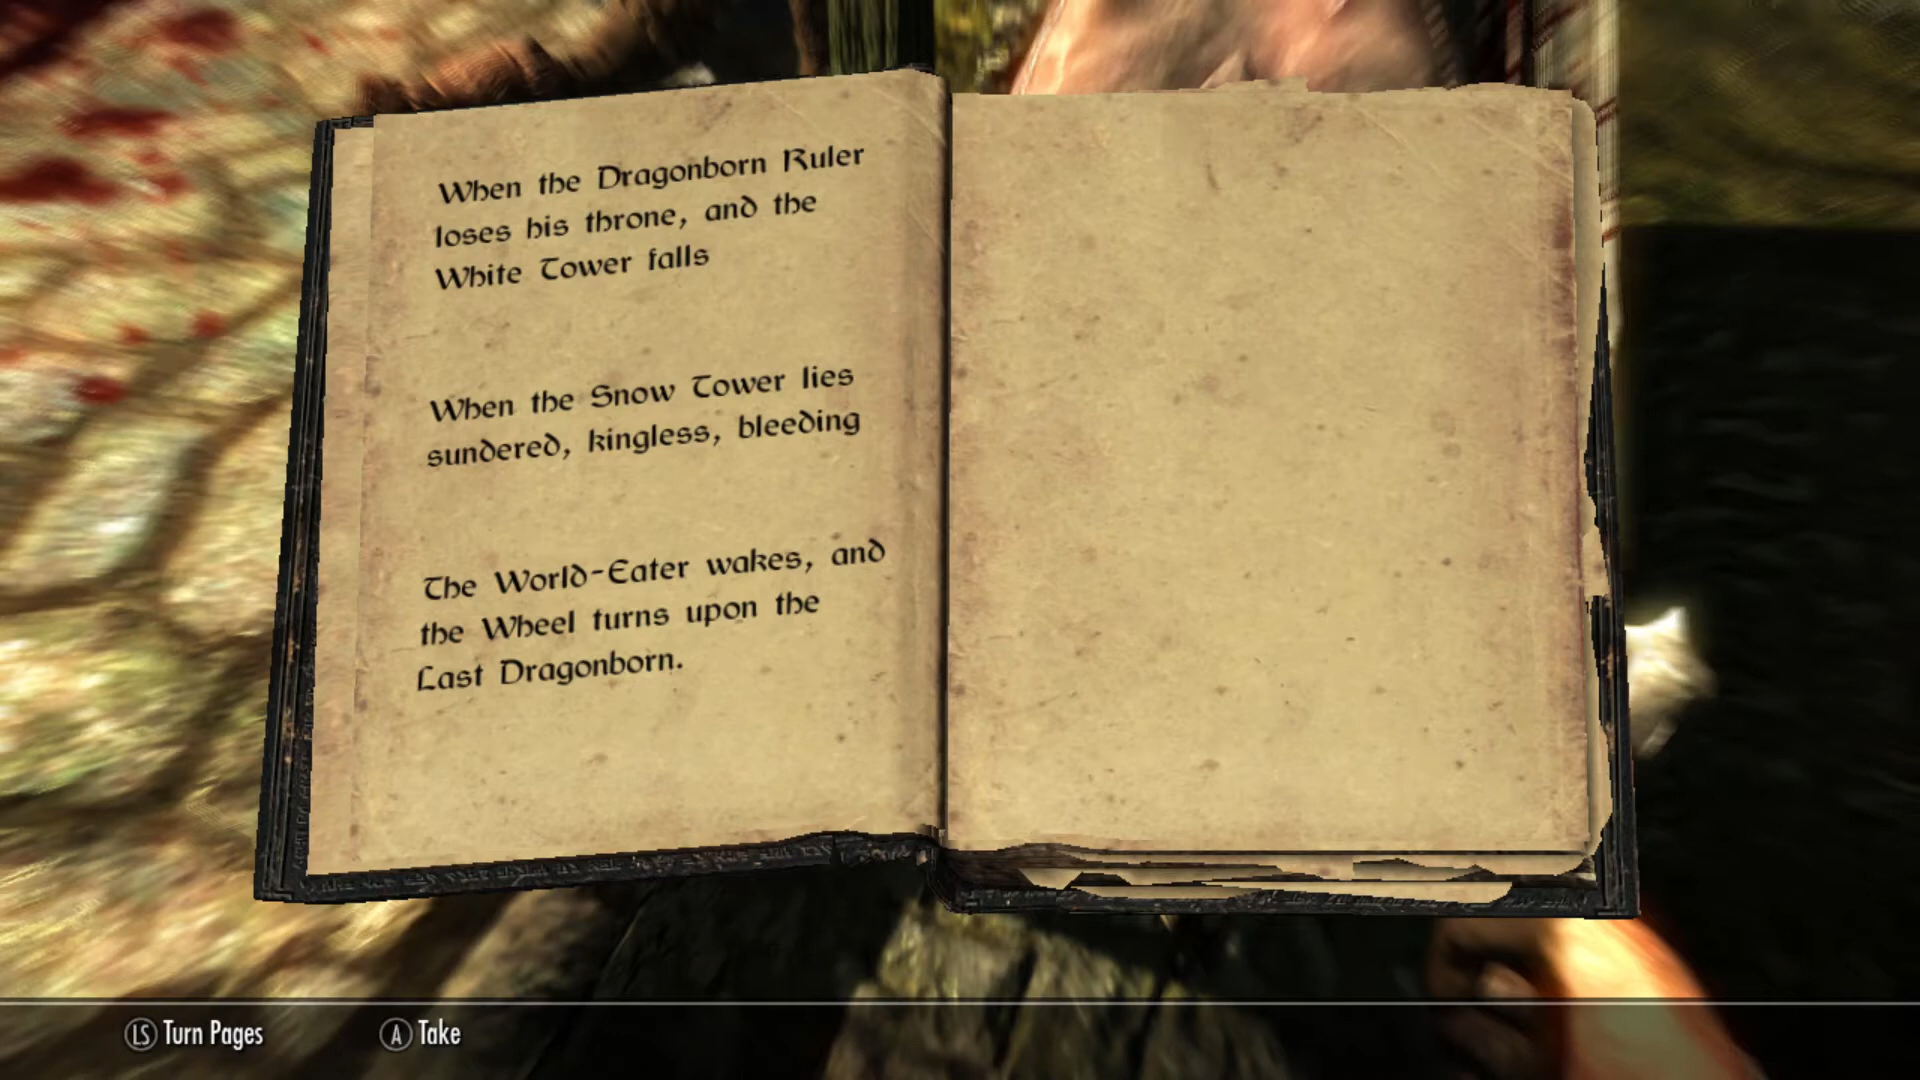 When the Dragonborn Ruler
loses his throne, and the
White Tower falls
When the Snow Tower lies
sundered, kingless, bleeding
The World-Eater wakes, and
the Wheel turns upon the
Last Dragonborn.
LS Turn Pages
A Take